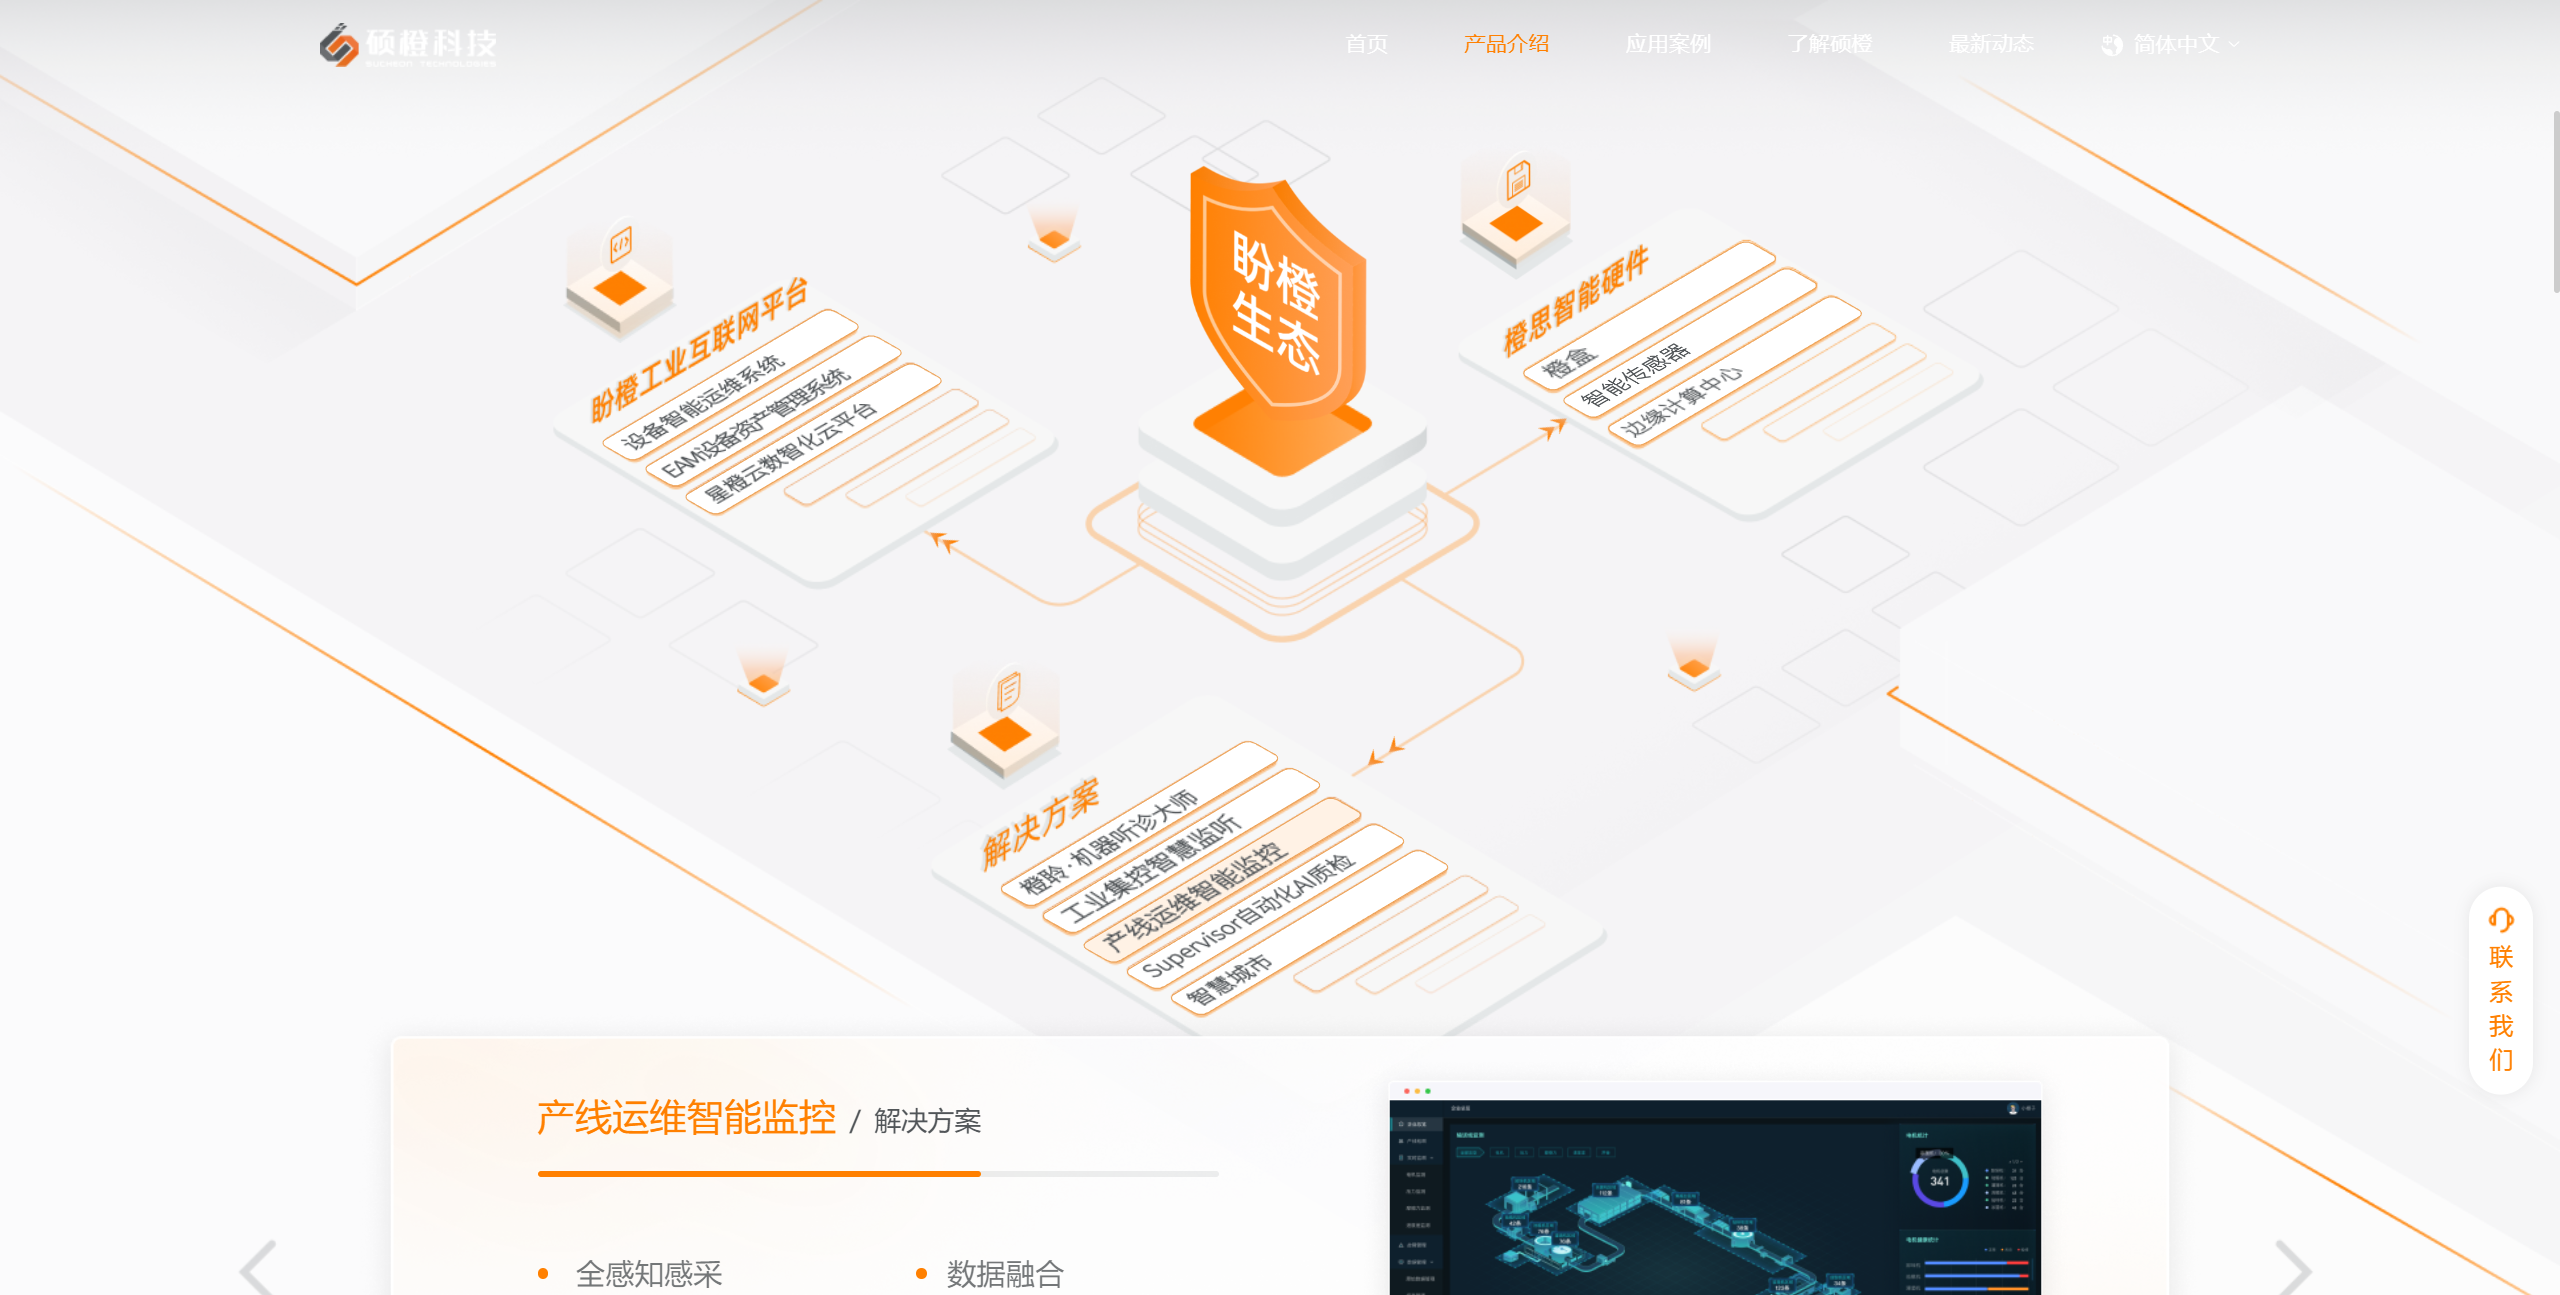 硕橙科技
首页
产品介绍
应用案例
了解硕橙
最新动态
简体中文
盼橙
生态
盼橙工业互联网平台
设备智能运维系统
EAM设备资产管理系统
星橙云数智化云平台
橙思智能硬件
橙盒
智能传感器
边缘计算中心
解决方案
橙聆·机器听诊大师
工业集控智慧监听
产线运维智能监控
Supervisor自动化AI质检
智慧城市
联
系
我
们
产线运维智能监控 / 解决方案
全感知感采
数据融合
341